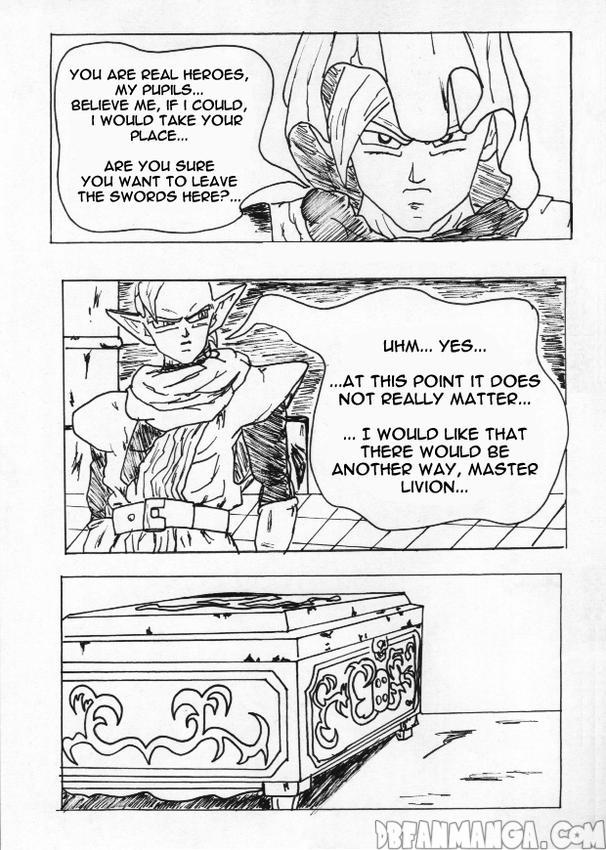 YOU ARE REAL HEROES,
MY PUPILS...
BELIEVE ME, IF I COULD,
I WOULD TAKE YOUR
PLACE...
ARE YOU SURE
YOU WANT TO LEAVE
THE SWORDS HERE?...
UHM... YES...
...AT THIS POINT IT DOES
NOT REALLY MATTER...
... I WOULD LIKE THAT
THERE WOULD BE
ANOTHER WAY, MASTER
LIVION...
DBFANMANGA.COM